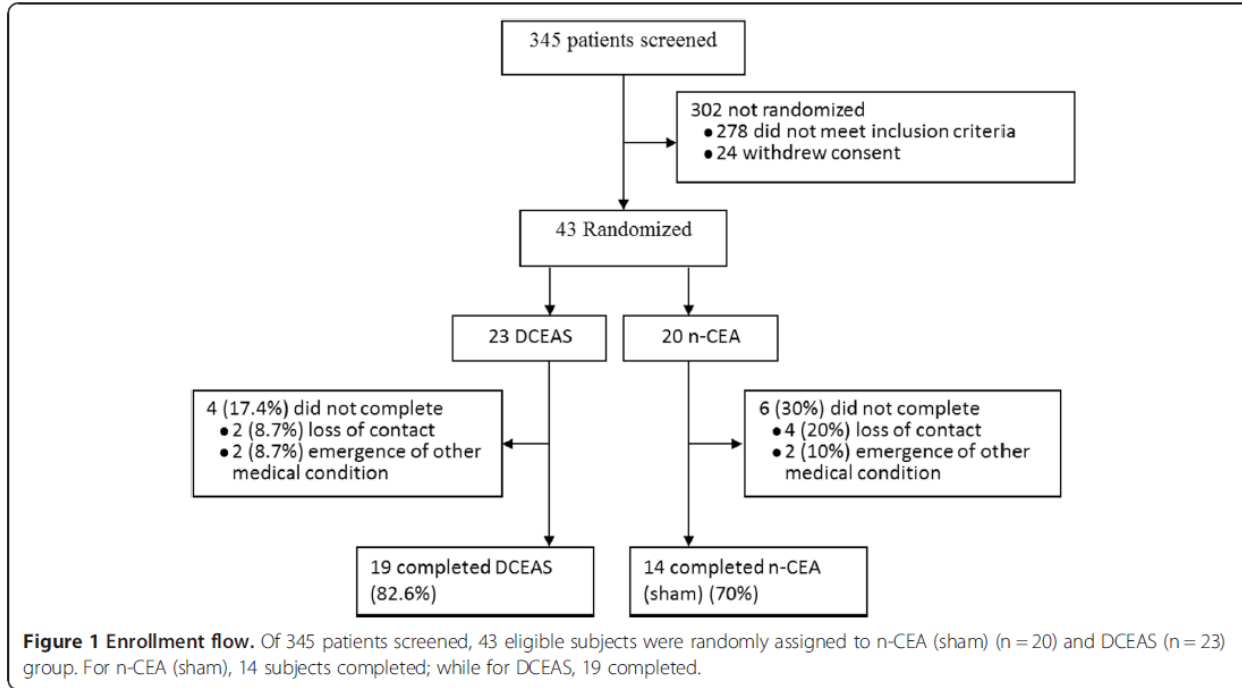 345 patients screened
302 not randomized
● 278 did not meet inclusion criteria
● 24 withdrew consent
43 Randomized
23 DCEAS
20 n-CEA
4 (17.4%) did not complete
● 2 (8.7%) loss of contact
● 2 (8.7%) emergence of other
medical condition
6 (30%) did not complete
● 4 (20%) loss of contact
● 2 (10%) emergence of other
medical condition
19 completed DCEAS
(82.6%)
14 completed n-CEA
(sham) (70%)
Figure 1 Enrollment flow. Of 345 patients screened, 43 eligible subjects were randomly assigned to n-CEA (sham) (n = 20) and DCEAS (n = 23)
group. For n-CEA (sham), 14 subjects completed; while for DCEAS, 19 completed.